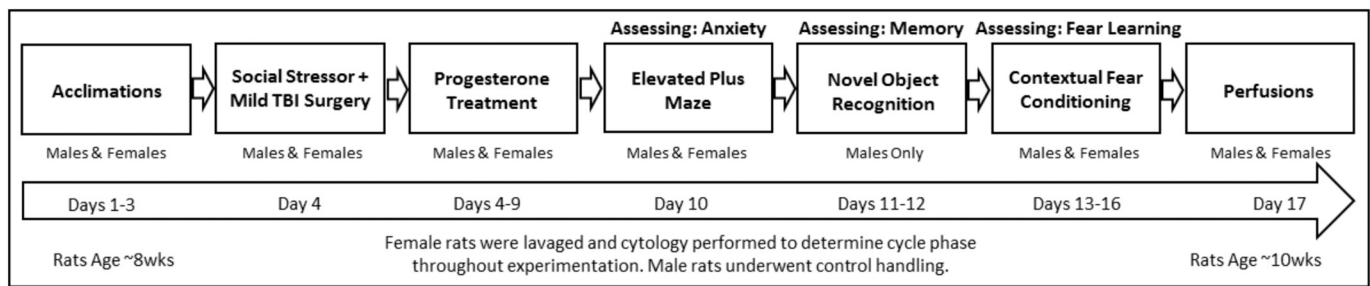 Assessing: Anxiety
Assessing: Memory
Assessing: Fear Learning
Acclimations
Social Stressor +
Mild TBI Surgery
Progesterone
Treatment
Elevated Plus
Maze
Novel Object
Recognition
Contextual Fear
Conditioning
Perfusions
Males & Females
Males & Females
Males & Females
Males & Females
Males Only
Males & Females
Males & Females
Days 1-3
Day 4
Days 4-9
Day 10
Days 11-12
Days 13-16
Day 17
Rats Age ~8wks
Female rats were lavaged and cytology performed to determine cycle phase
throughout experimentation. Male rats underwent control handling.
Rats Age ~10wks